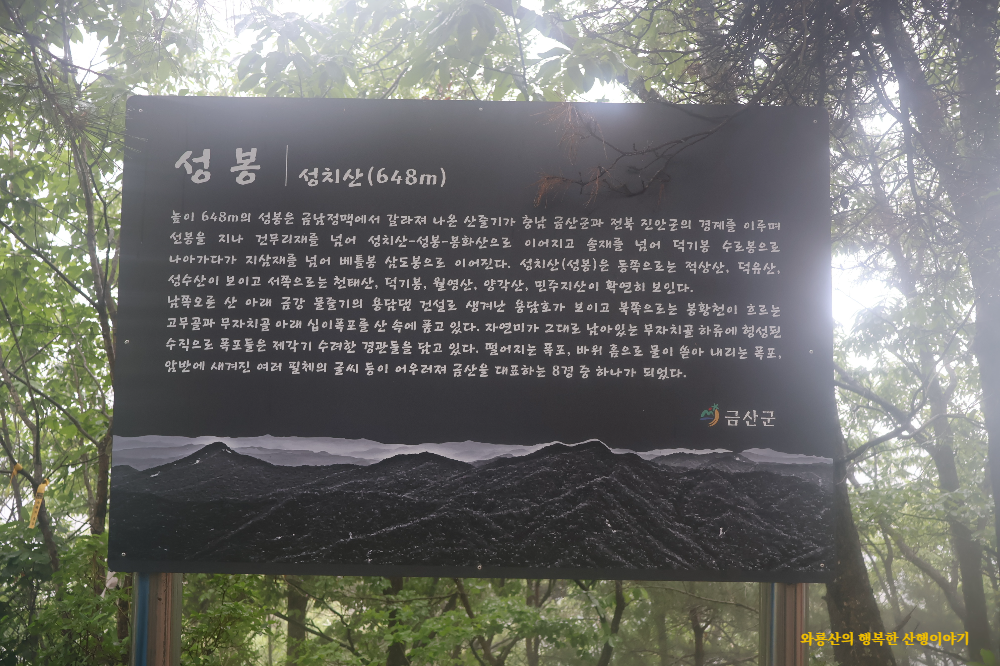 성봉 | 성치산(648m)
높이 648m의 성봉은 금남정맥에서 갈라져 나온 산줄기가 충남 금산군과 전북 진안군의 경계를 이루며
선봉을 지나 건무리재를 넘어 성치산-성봉-봉화산으로 이어지고 솔재를 넘어 덕기봉 수로봉으로
나아가다가 지삼재를 넘어 베틀봉 삼도봉으로 이어진다. 성치산(성봉)은 동쪽으로는 적상산, 덕유산,
성수산이 보이고 서쪽으로는 천태산, 덕기봉, 월영산, 양각산, 민주지산이 확연히 보인다.
남쪽으로 산 아래 금강 물줄기의 용담댐 건설로 생겨난 용담호가 보이고 북쪽으로는 봉황천이 흐르는
고무골과 무자치골 아래 십이폭포를 산 속에 품고 있다. 자연미가 그대로 남아있는 무자치골 하류에 형성된
수직으로 폭포들은 제각기 수려한 경관들을 담고 있다. 떨어지는 폭포, 바위 홈으로 물이 쏟아 내리는 폭포,
암반에 새겨진 여러 필체의 글씨 등이 어우러져 금산을 대표하는 8경 중 하나가 되었다.
금산군
와룡산의 행복한 산행이야기